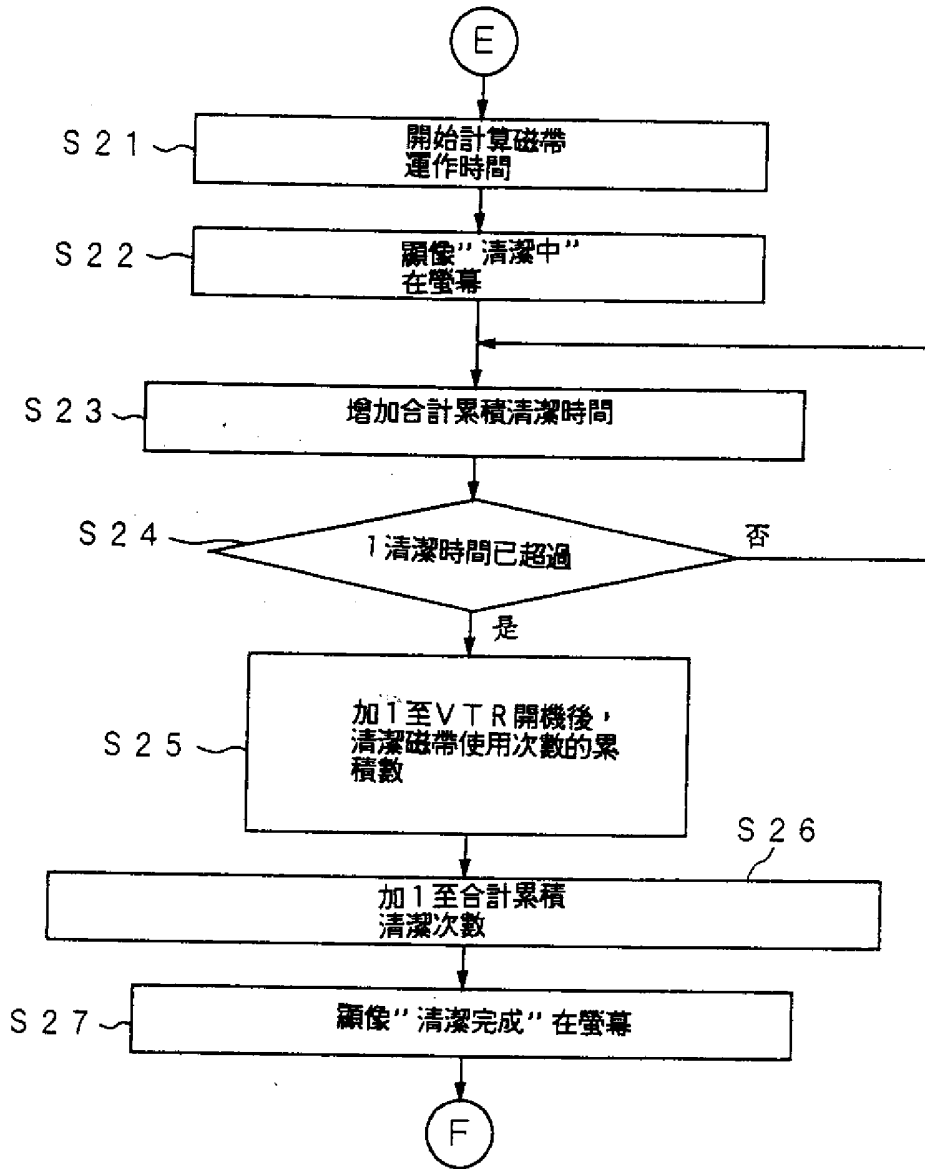 E
S21
開始計算磁帶
運作時間
S22
顯像"清潔中"
在螢幕
S23
增加合計累積清潔時間
S24
1清潔時間已超過
否
是
S25
加1至VTR開機後,
清潔磁帶使用次數的累
積數
S26
加1至合計累積
清潔次數
S27
顯像"清潔完成"在螢幕
F